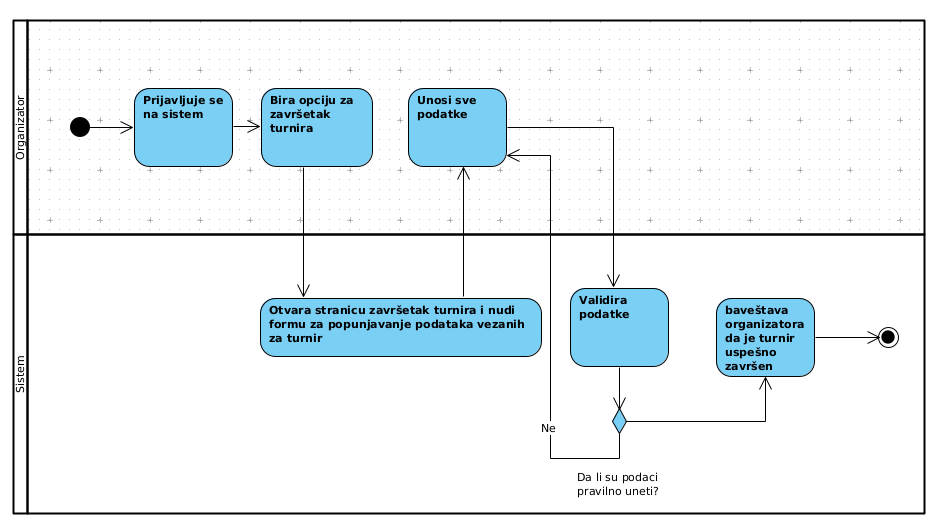 Organizator
Prijavljuje se
na sistem
Bira opciju za
završetak
turnira
Unosi sve
podatke
Sistem
Otvara stranicu završetak turnira i nudi
formu za popunjavanje podataka vezanih
za turnir
Validira
podatke
baveštava
organizatora
da je turnir
uspešno
završen
Ne
Da li su podaci
pravilno uneti?